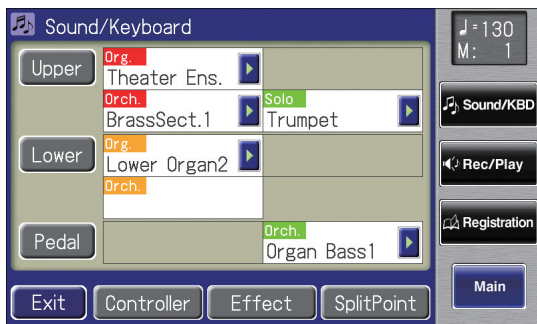 Sound/Keyboard
♩=130
M: 1
Upper
Org.
Theater Ens.
Orch.
BrassSect.1
Solo
Trumpet
Lower
Org.
Lower Organ2
Orch.
Pedal
Orch.
Organ Bass1
Exit
Controller
Effect
SplitPoint
Sound/KBD
Rec/Play
Registration
Main